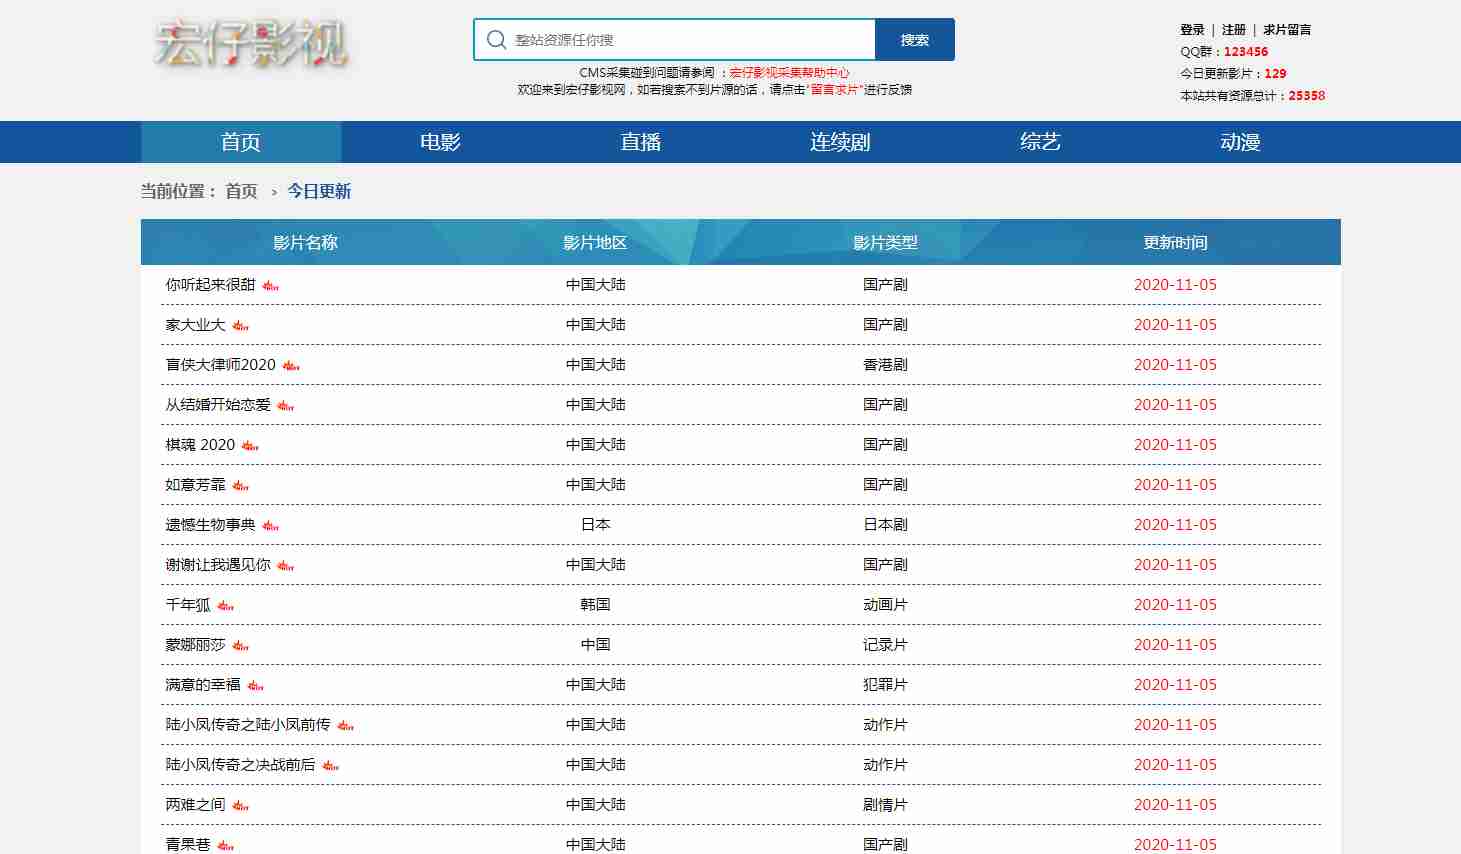 宏仔影视
整站资源任你搜 搜索
CMS采集碰到问题请参阅 ：宏仔影视采集帮助中心
欢迎来到宏仔影视网，如若搜索不到片源的话，请点击"留言求片"进行反馈
登录 | 注册 | 求片留言
QQ群：123456
今日更新影片：129
本站共有资源总计：25358
首页 电影 直播 连续剧 综艺 动漫
当前位置： 首页 › 今日更新
影片名称 影片地区 影片类型 更新时间
你听起来很甜 中国大陆 国产剧 2020-11-05
家大业大 中国大陆 国产剧 2020-11-05
盲侠大律师2020 中国大陆 香港剧 2020-11-05
从结婚开始恋爱 中国大陆 国产剧 2020-11-05
棋魂 2020 中国大陆 国产剧 2020-11-05
如意芳霏 中国大陆 国产剧 2020-11-05
遗憾生物事典 日本 日本剧 2020-11-05
谢谢让我遇见你 中国大陆 国产剧 2020-11-05
千年狐 韩国 动画片 2020-11-05
蒙娜丽莎 中国 记录片 2020-11-05
满意的幸福 中国大陆 犯罪片 2020-11-05
陆小凤传奇之陆小凤前传 中国大陆 动作片 2020-11-05
陆小凤传奇之决战前后 中国大陆 动作片 2020-11-05
两难之间 中国大陆 剧情片 2020-11-05
青果巷 中国大陆 国产剧 2020-11-05